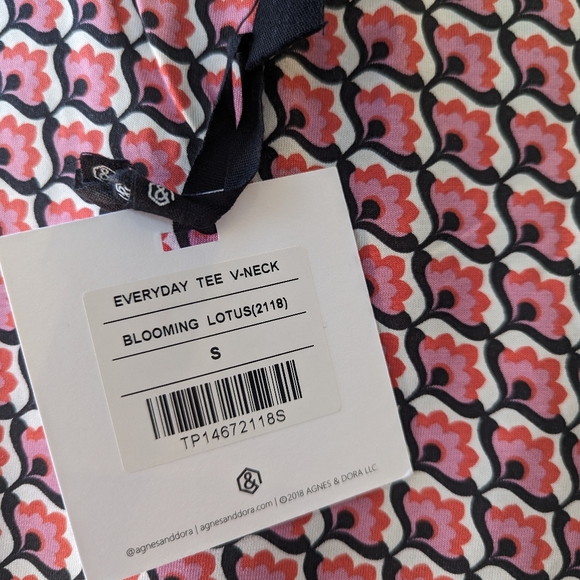 EVERYDAY TEE V-NECK
BLOOMING LOTUS(2118)
S
TP14672118S
&
@agnesanddora | agnesanddora.com | ©2018 AGNES & DORA LLC.